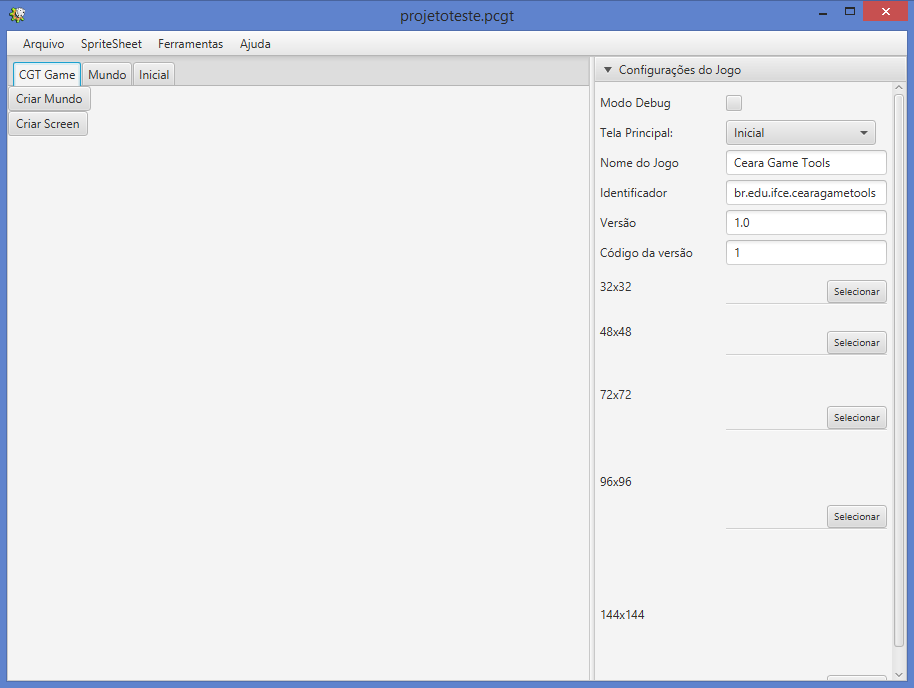 projetoteste.pcgt
Arquivo SpriteSheet Ferramentas Ajuda
CGT Game Mundo Inicial
Criar Mundo
Criar Screen
Configurações do Jogo
Modo Debug
Tela Principal: Inicial
Nome do Jogo Ceara Game Tools
Identificador br.edu.ifce.cearagametools
Versão 1.0
Código da versão 1
32x32 Selecionar
48x48 Selecionar
72x72 Selecionar
96x96 Selecionar
144x144